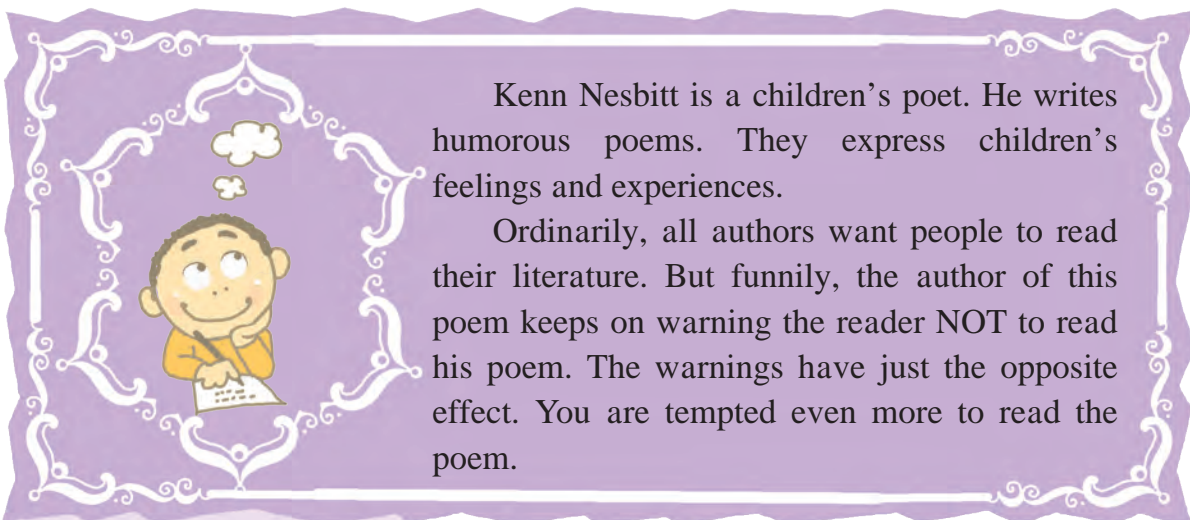 Kenn Nesbitt is a children’s poet. He writes
humorous poems. They express children’s
feelings and experiences.
Ordinarily, all authors want people to read
their literature. But funnily, the author of this
poem keeps on warning the reader NOT to read
his poem. The warnings have just the opposite
effect. You are tempted even more to read the
poem.